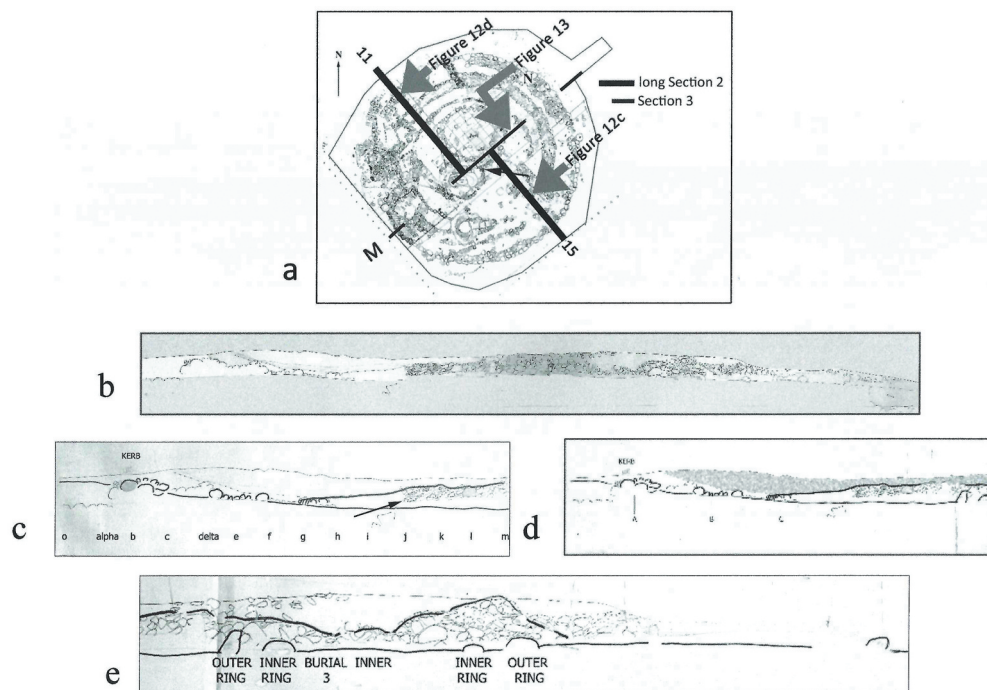 11
Figure 12d
Figure 13
N
N
long Section 2
Section 3
Figure 12c
M
15
a
b
KERB
c
o alpha b c delta e f g h i j k l m
KERB
d
A B C
OUTER INNER BURIAL INNER INNER OUTER
RING RING 3 RING RING
e